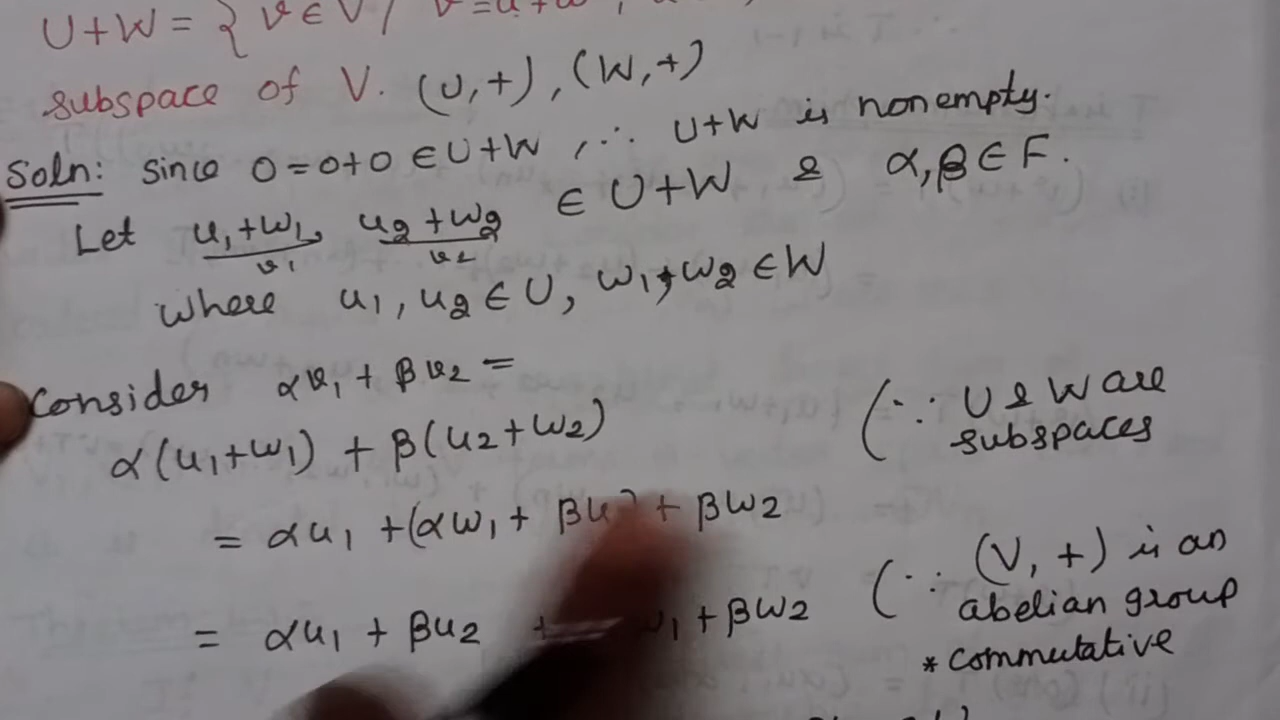 U+W = { v ∈ V / v = u + w ,
subspace of V. (U,+), (W,+)
Soln: since 0=0+0 ∈ U+W , ∴ U+W is nonempty.
Let u₁+w₁, u₂+w₂ ∈ U+W & α,β ∈ F.
v₁ v₂
where u₁, u₂ ∈ U, w₁, w₂ ∈ W
Consider αv₁ + βv₂ =
α(u₁+w₁) + β(u₂+w₂) (∵ U & W are
subspaces
= αu₁ + (αw₁ + βu + βw₂
= αu₁ + βu₂ + w₁ + βw₂ (∵ (V, +) is an
abelian group
* commutative